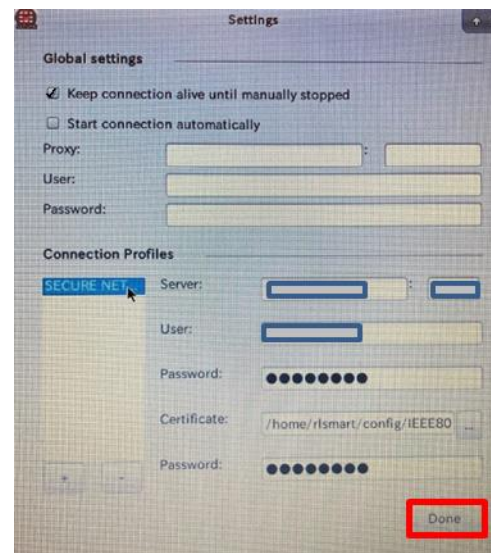 Settings
Global settings
Keep connection alive until manually stopped
Start connection automatically
Proxy: :
User:
Password:
Connection Profiles
SECURE NET... Server: :
User:
Password: ●●●●●●●●
Certificate: /home/rlsmart/config/IEEE80 ...
Password: ●●●●●●●●
+ -
Done